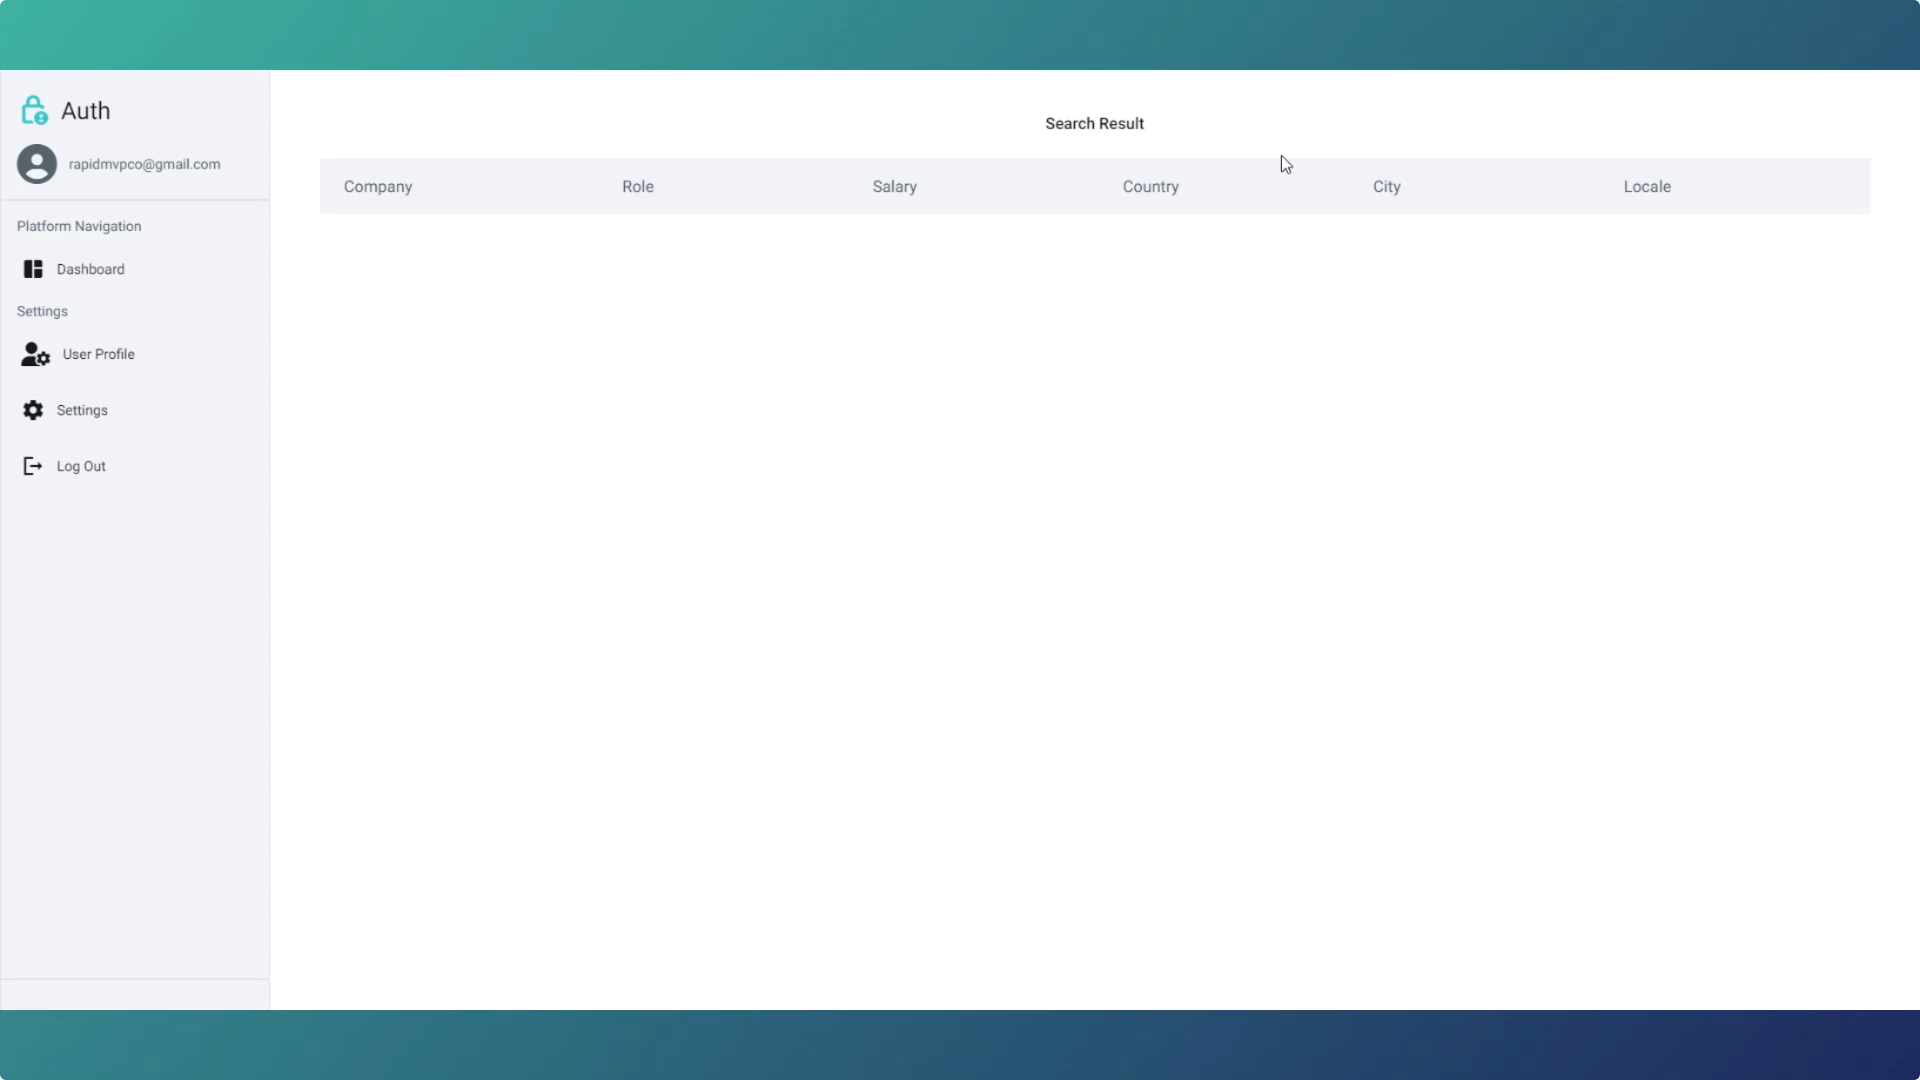 Auth
rapidmvpco@gmail.com
Platform Navigation
Dashboard
Settings
User Profile
Settings
Log Out
Search Result
Company Role Salary Country City Locale